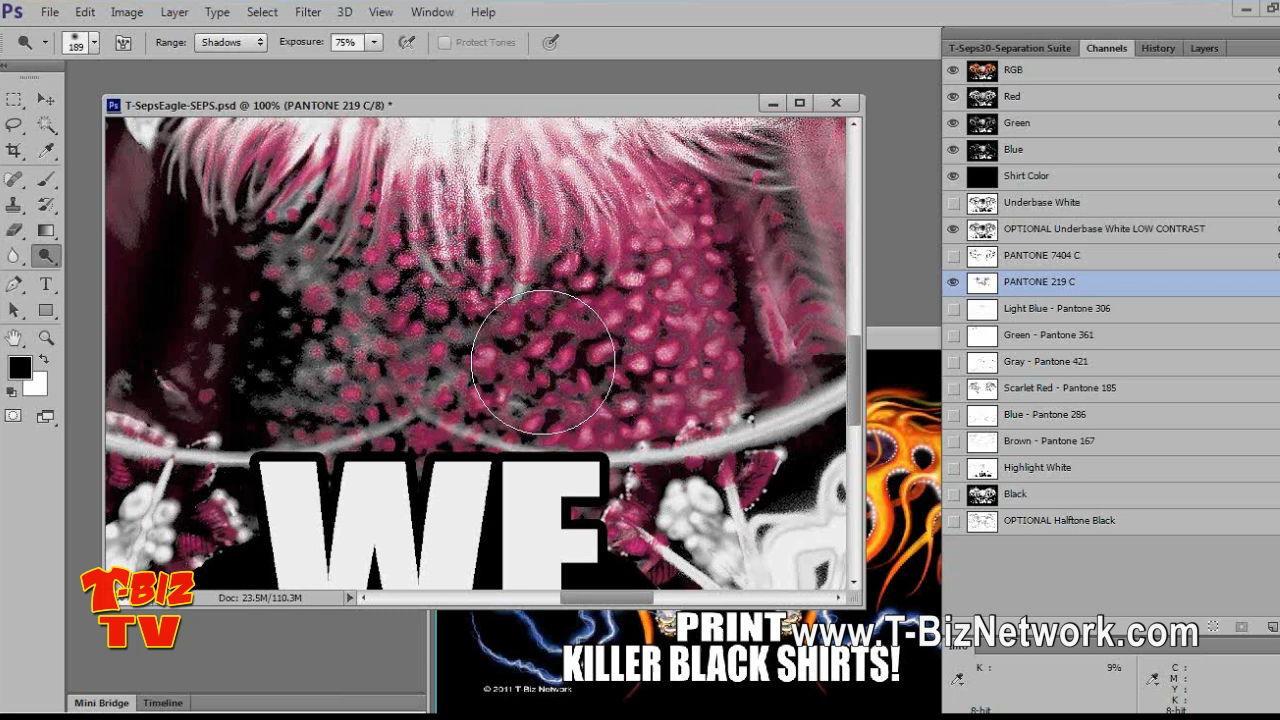 Ps File Edit Image Layer Type Select Filter 3D View Window Help
189 Range: Shadows Exposure: 75% Protect Tones
T-Seps30-Separation Suite Channels History Layers
T-SepsEagle-SEPS.psd @ 100% (PANTONE 219 C/8) *
RGB
Red
Green
Blue
Shirt Color
Underbase White
OPTIONAL Underbase White LOW CONTRAST
PANTONE 7404 C
PANTONE 219 C
Light Blue - Pantone 306
Green - Pantone 361
Gray - Pantone 421
Scarlet Red - Pantone 185
Blue - Pantone 286
Brown - Pantone 167
Highlight White
Black
OPTIONAL Halftone Black
WE
Doc: 23.5M/110.3M
T-BIZ
TV
PRINT
www.T-BizNetwork.com
KILLER BLACK SHIRTS!
© 2011 T-Biz Network
Info
K : 9% C :
M :
Y :
K :
8-bit 8-bit
Mini Bridge Timeline